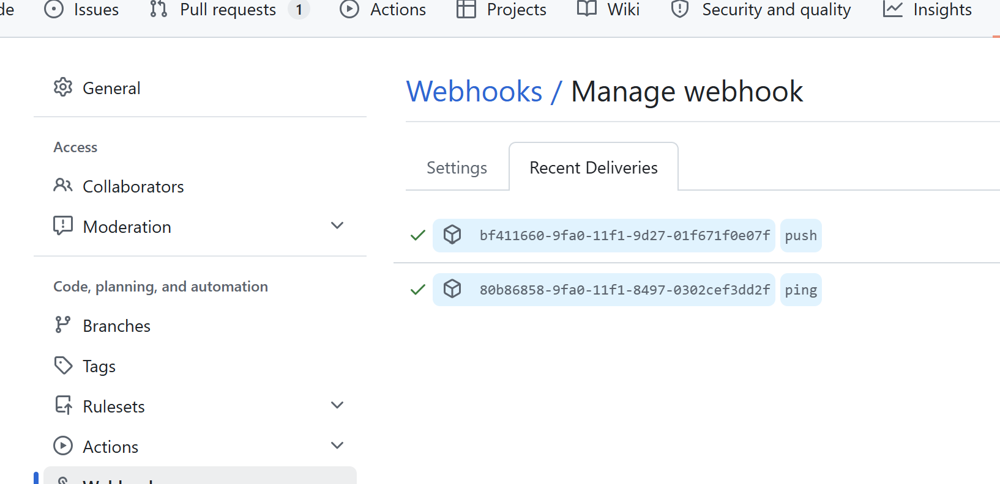 Issues Pull requests 1 Actions Projects Wiki Security and quality Insights
General
Access
Collaborators
Moderation
Code, planning, and automation
Branches
Tags
Rulesets
Actions
Webhooks / Manage webhook
Settings Recent Deliveries
bf411660-9fa0-11f1-9d27-01f671f0e07f push
80b86858-9fa0-11f1-8497-0302cef3dd2f ping